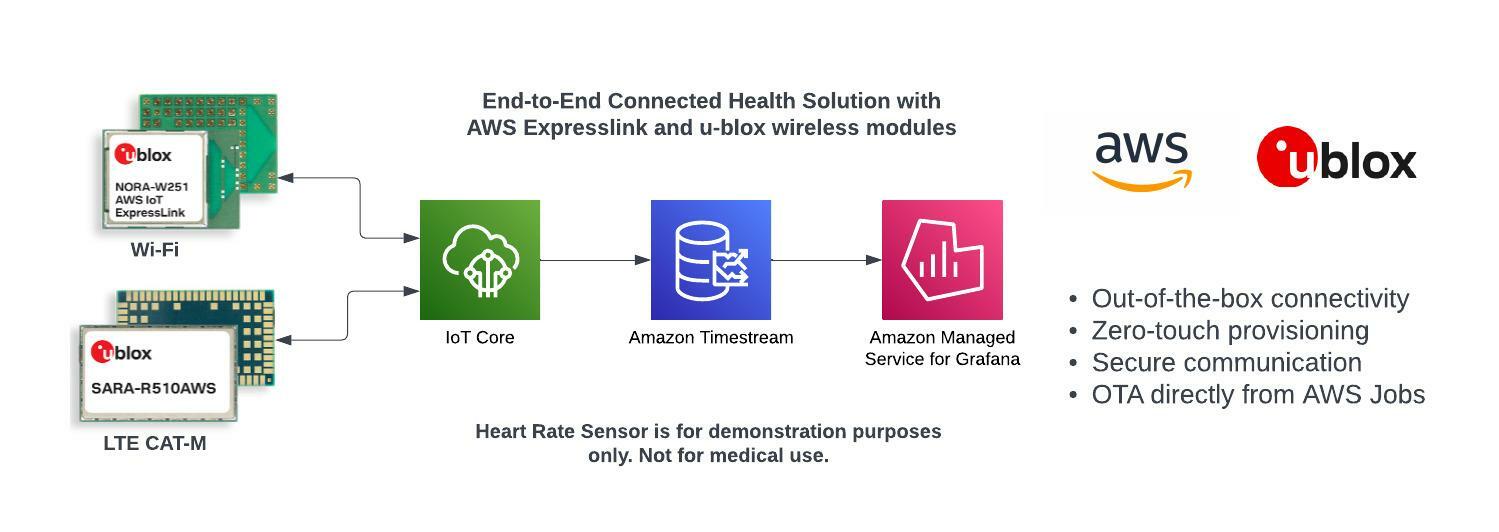 End-to-End Connected Health Solution with
AWS Expresslink and u-blox wireless modules
ublox
NORA-W251
AWS IoT
ExpressLink
Wi-Fi
ublox
SARA-R510AWS
LTE CAT-M
IoT Core
Amazon Timestream
Amazon Managed
Service for Grafana
Heart Rate Sensor is for demonstration purposes
only. Not for medical use.
aws
ublox
• Out-of-the-box connectivity
• Zero-touch provisioning
• Secure communication
• OTA directly from AWS Jobs